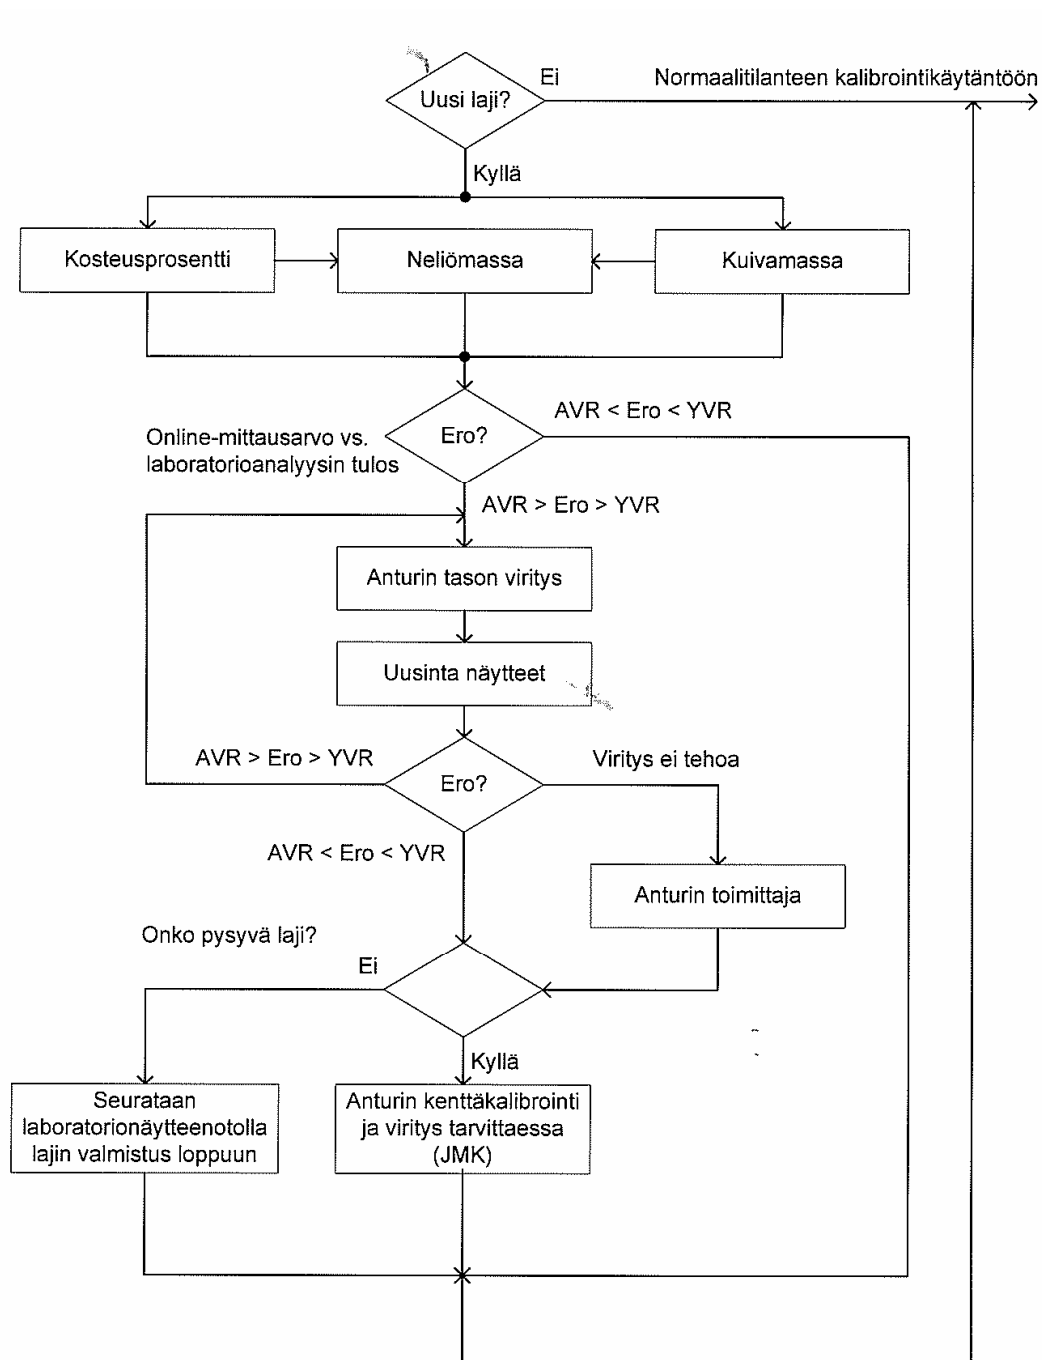 Ei
Normaalitilanteen kalibrointikäytäntöön
Uusi laji?
Kyllä
Kosteusprosentti
Neliömassa
Kuivamassa
AVR < Ero < YVR
Online-mittausarvo vs.
laboratorioanalyysin tulos
Ero?
AVR > Ero > YVR
Anturin tason viritys
Uusinta näytteet
AVR > Ero > YVR
Ero?
Viritys ei tehoa
AVR < Ero < YVR
Anturin toimittaja
Onko pysyvä laji?
Ei
Kyllä
Seurataan
laboratorionäytteenotolla
lajin valmistus loppuun
Anturin kenttäkalibrointi
ja viritys tarvittaessa
(JMK)